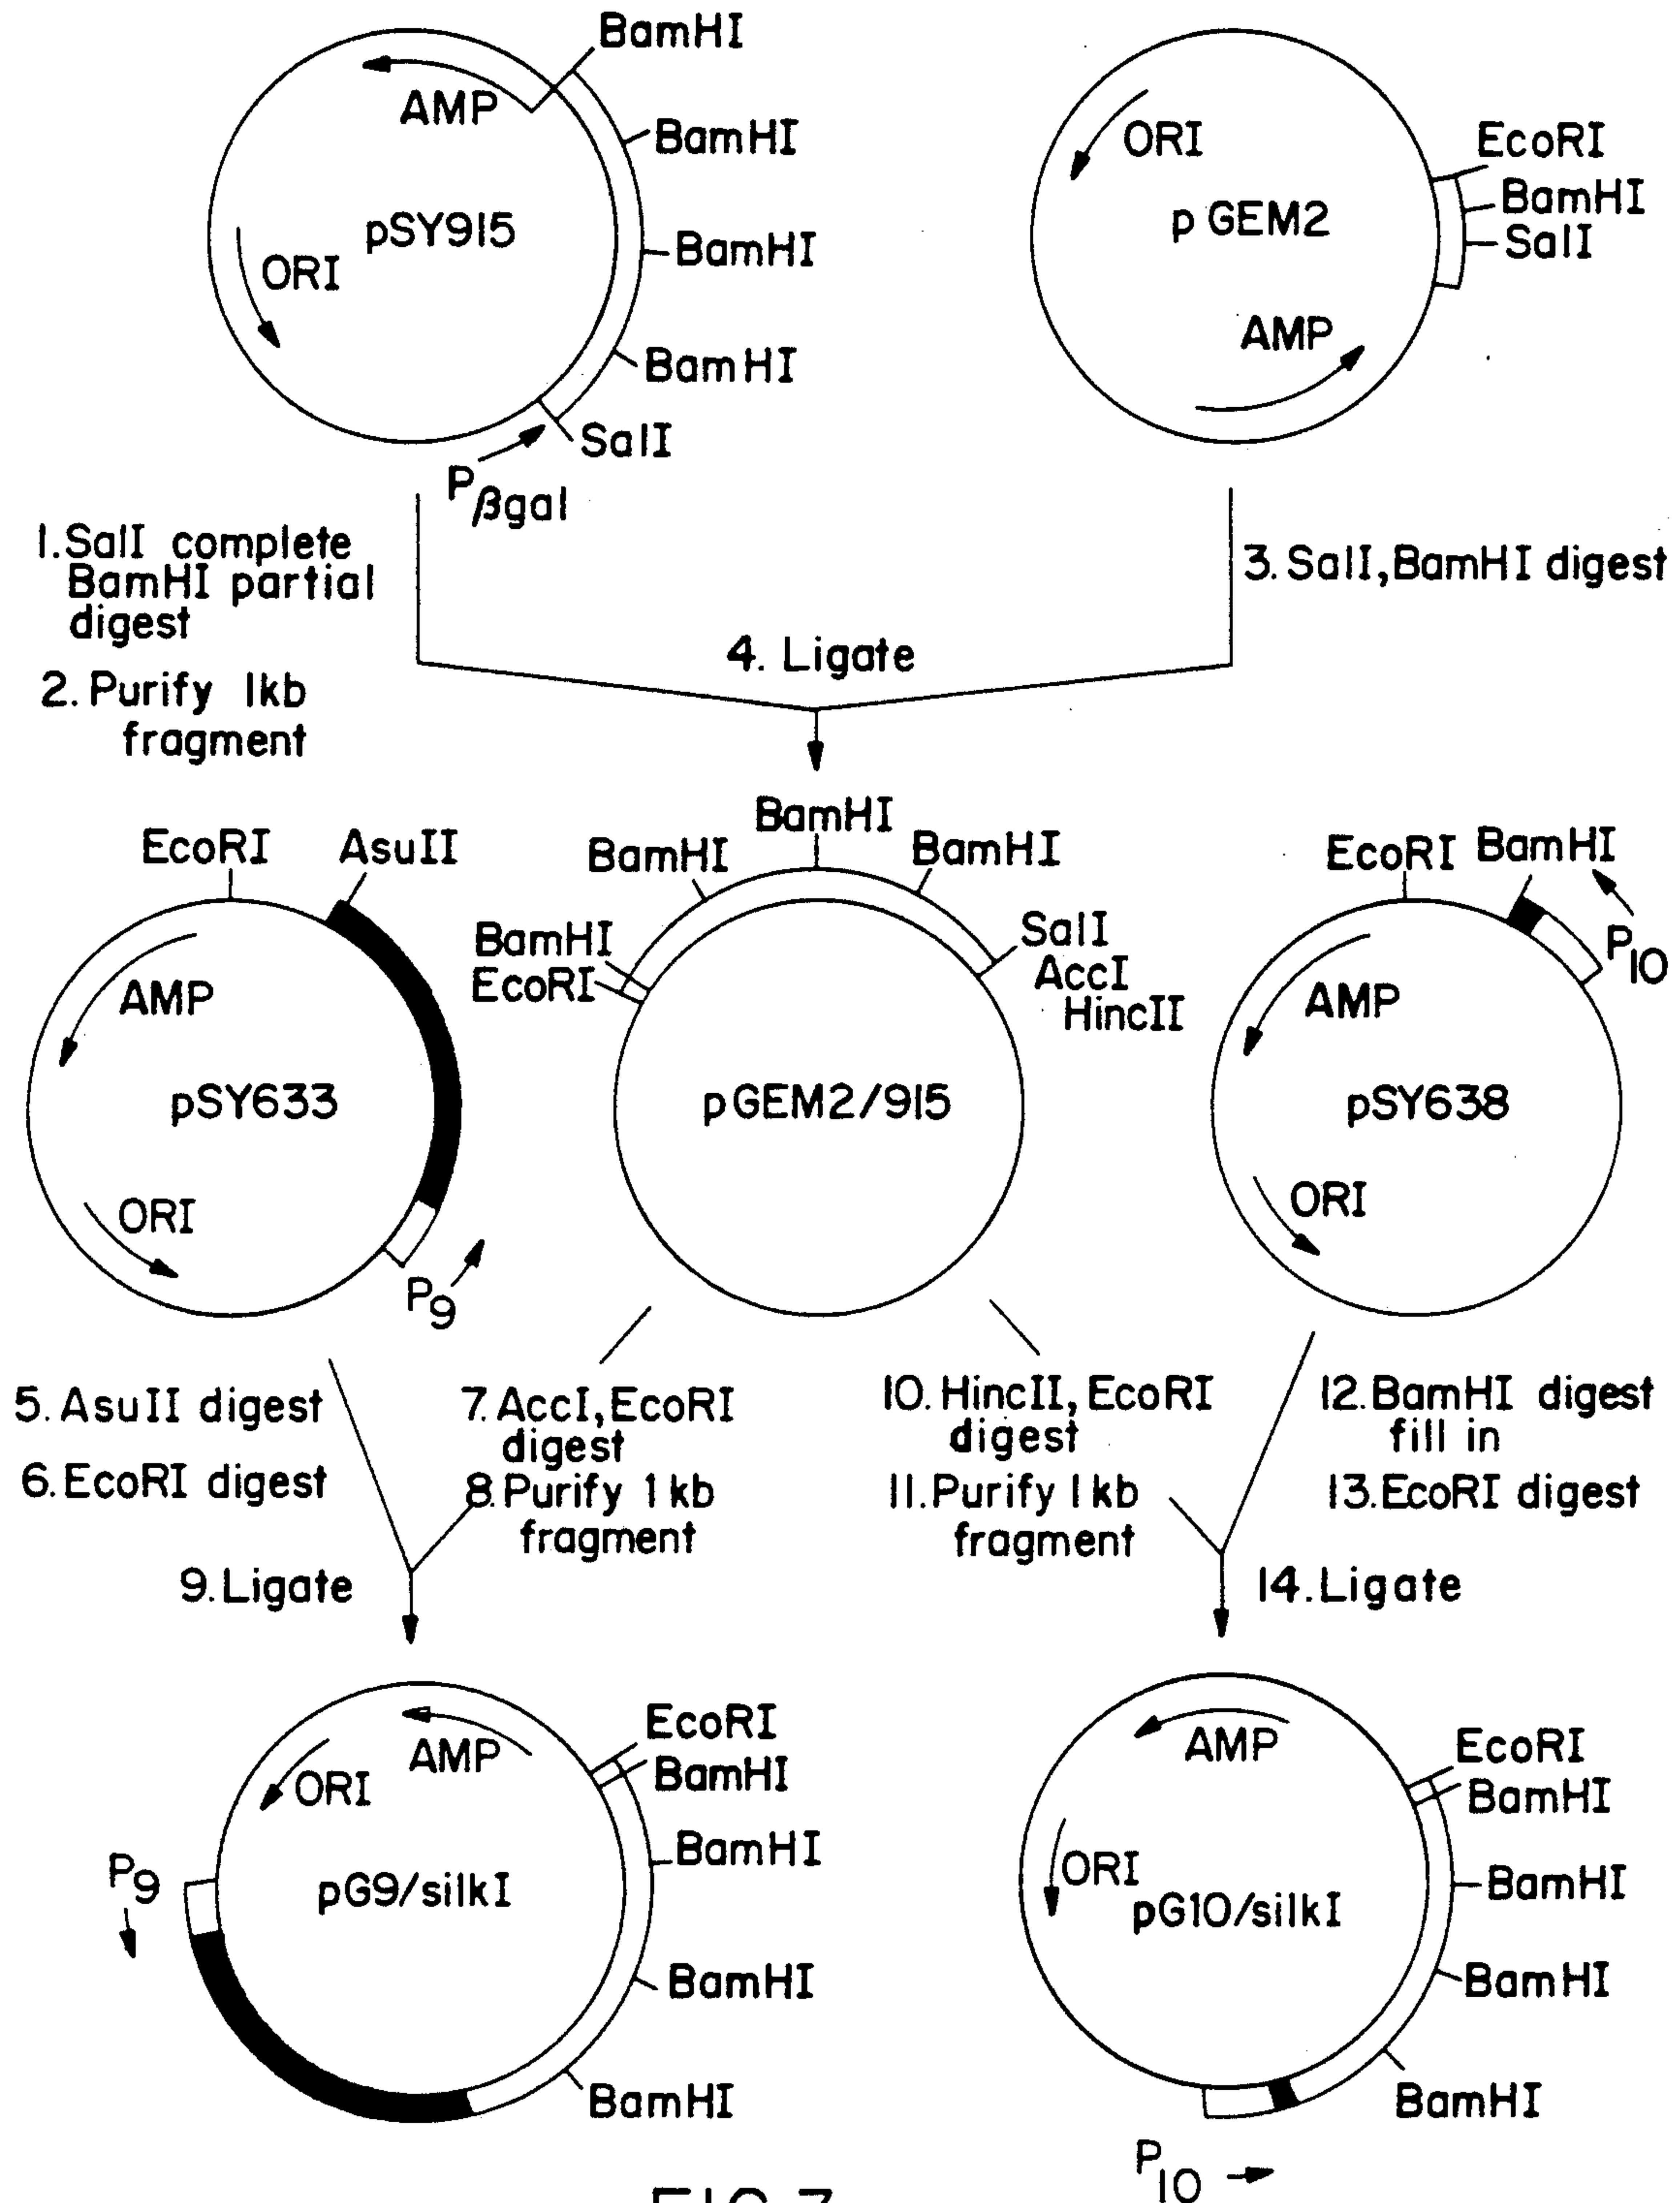 BamHI
AMP
BamHI
pSY915
BamHI
ORI
BamHI
SalI
Pβgal
ORI
EcoRI
BamHI
pGEM2
SalI
AMP
1. SalI complete
BamHI partial
digest
2. Purify 1kb
fragment
3. SalI, BamHI digest
4. Ligate
EcoRI
AsuII
AMP
pSY633
ORI
P9
BamHI
BamHI
BamHI
BamHI
EcoRI
SalI
AccI
HincII
pGEM2/915
EcoRI
BamHI
P10
AMP
pSY638
ORI
5. AsuII digest
6. EcoRI digest
7. AccI, EcoRI
digest
8. Purify 1kb
fragment
9. Ligate
10. HincII, EcoRI
digest
11. Purify 1kb
fragment
12. BamHI digest
fill in
13. EcoRI digest
14. Ligate
EcoRI
AMP
BamHI
ORI
BamHI
P9
pG9/silkI
BamHI
BamHI
AMP
EcoRI
BamHI
ORI
BamHI
pG10/silkI
BamHI
BamHI
P10